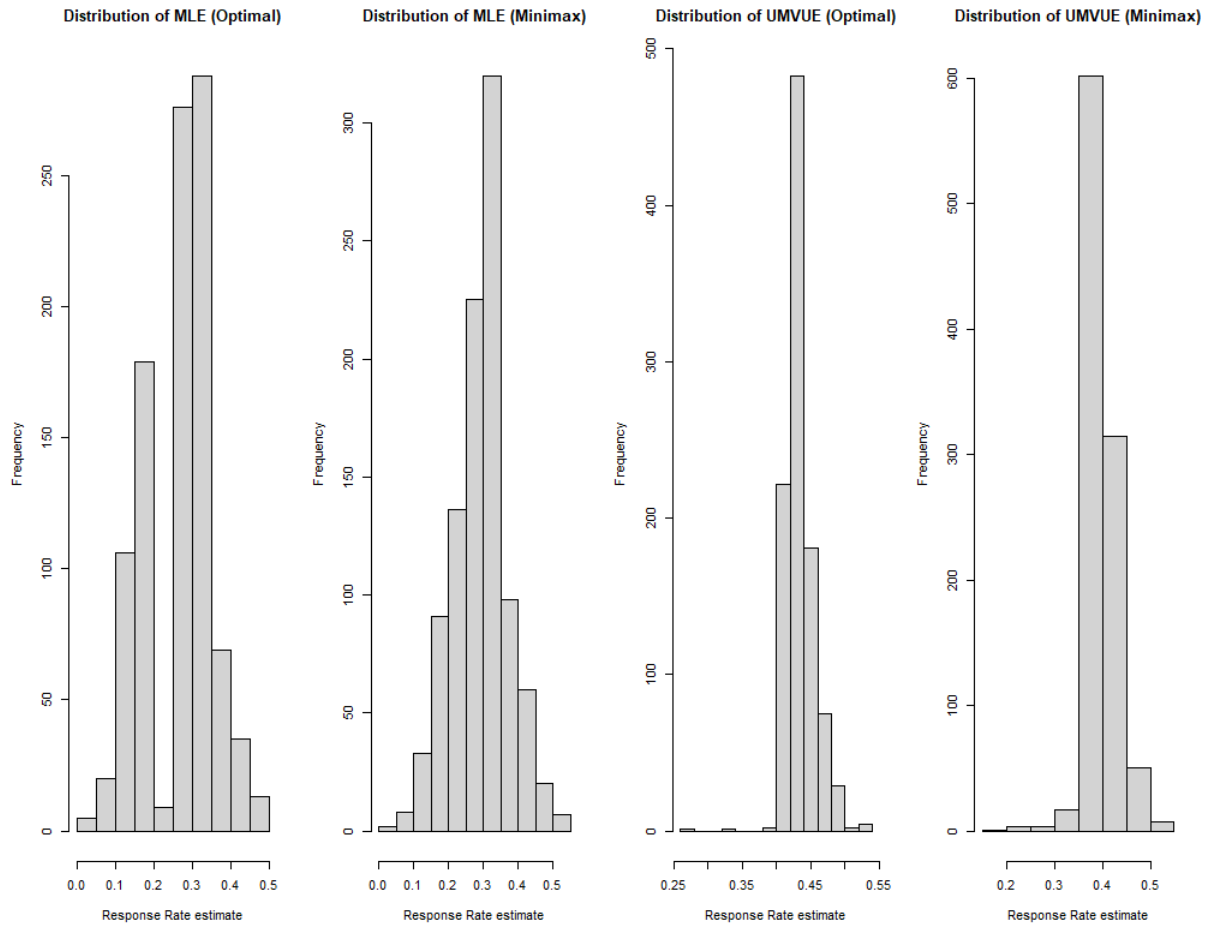 Distribution of MLE (Optimal)
Distribution of MLE (Minimax)
Distribution of UMVUE (Optimal)
Distribution of UMVUE (Minimax)
Frequency
0
50
100
150
200
250
0.0 0.1 0.2 0.3 0.4 0.5
Response Rate estimate
Frequency
0
50
100
150
200
250
300
0.0 0.1 0.2 0.3 0.4 0.5
Response Rate estimate
Frequency
0
100
200
300
400
500
0.25 0.35 0.45 0.55
Response Rate estimate
Frequency
0
100
200
300
400
500
600
0.2 0.3 0.4 0.5
Response Rate estimate